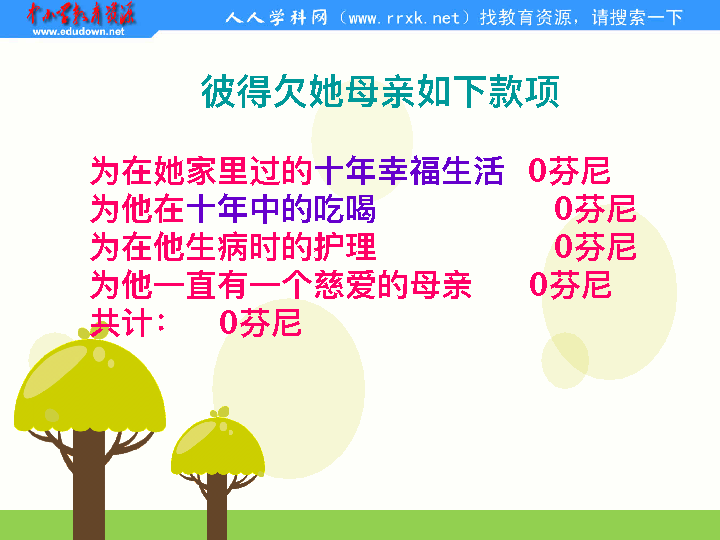 中小学教育资源
www.edudown.net
人人学科网（www.rrxk.net）找教育资源，请搜索一下
彼得欠她母亲如下款项
为在她家里过的十年幸福生活 0芬尼
为他在十年中的吃喝 0芬尼
为在他生病时的护理 0芬尼
为他一直有一个慈爱的母亲 0芬尼
共计： 0芬尼